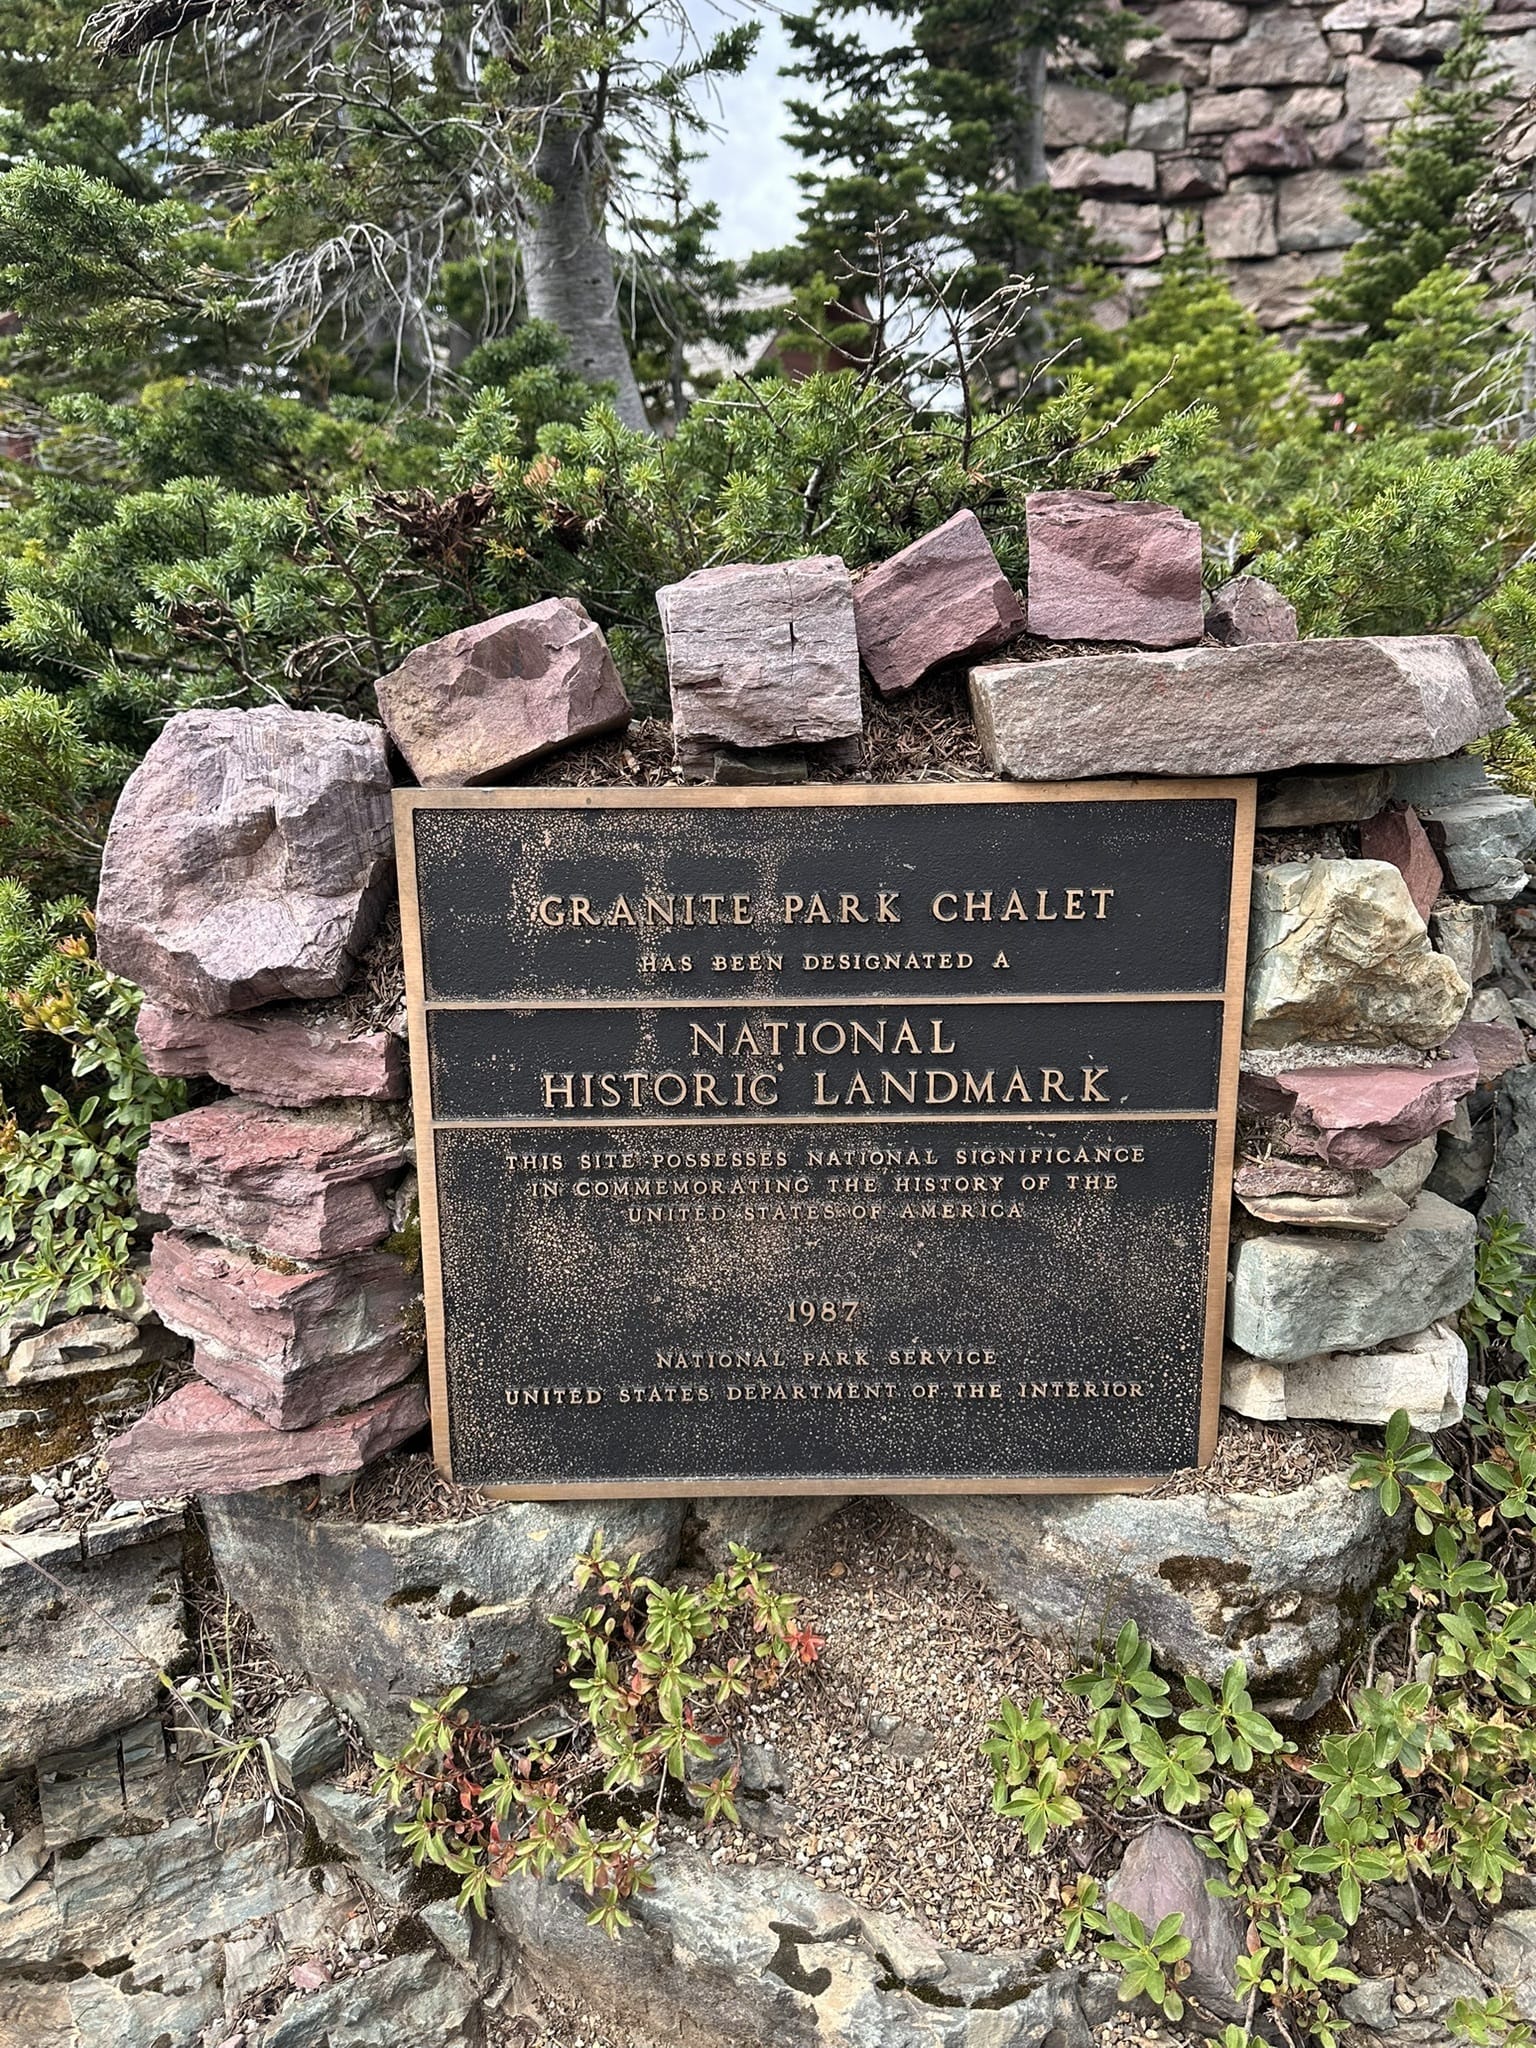 GRANITE PARK CHALET
HAS BEEN DESIGNATED A
NATIONAL
HISTORIC LANDMARK
THIS SITE POSSESSES NATIONAL SIGNIFICANCE
IN COMMEMORATING THE HISTORY OF THE
UNITED STATES OF AMERICA
1987
NATIONAL PARK SERVICE
UNITED STATES DEPARTMENT OF THE INTERIOR